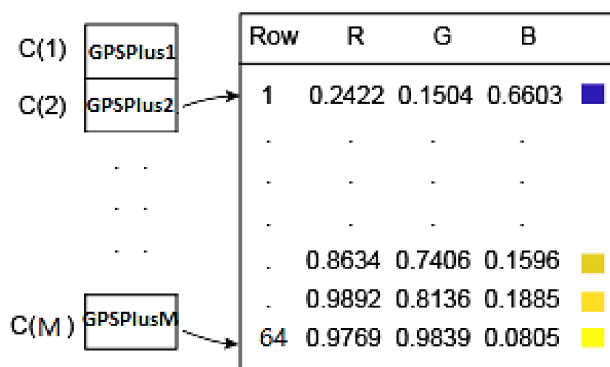 Row R G B
C(1) GPSPlus1
C(2) GPSPlus2 1 0.2422 0.1504 0.6603
. . . . . .
. . . . . .
. . . . . .
. 0.8634 0.7406 0.1596
. 0.9892 0.8136 0.1885
C(M) GPSPlusM 64 0.9769 0.9839 0.0805